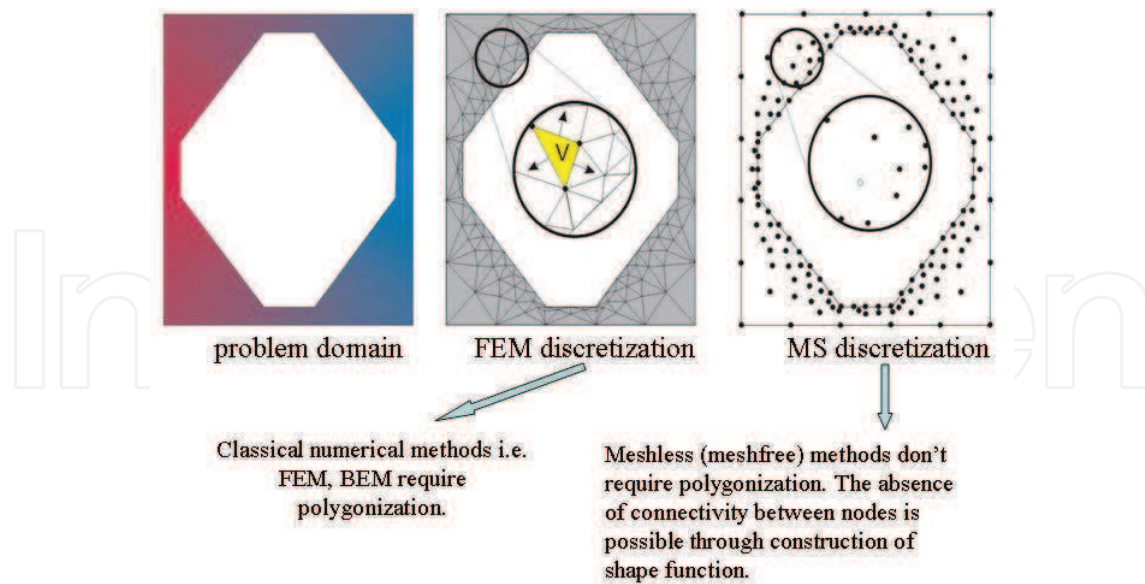 V
problem domain
FEM discretization
MS discretization
Classical numerical methods i.e.
FEM, BEM require
polygonization.
Meshless (meshfree) methods don't
require polygonization. The absence
of connectivity between nodes is
possible through construction of
shape function.